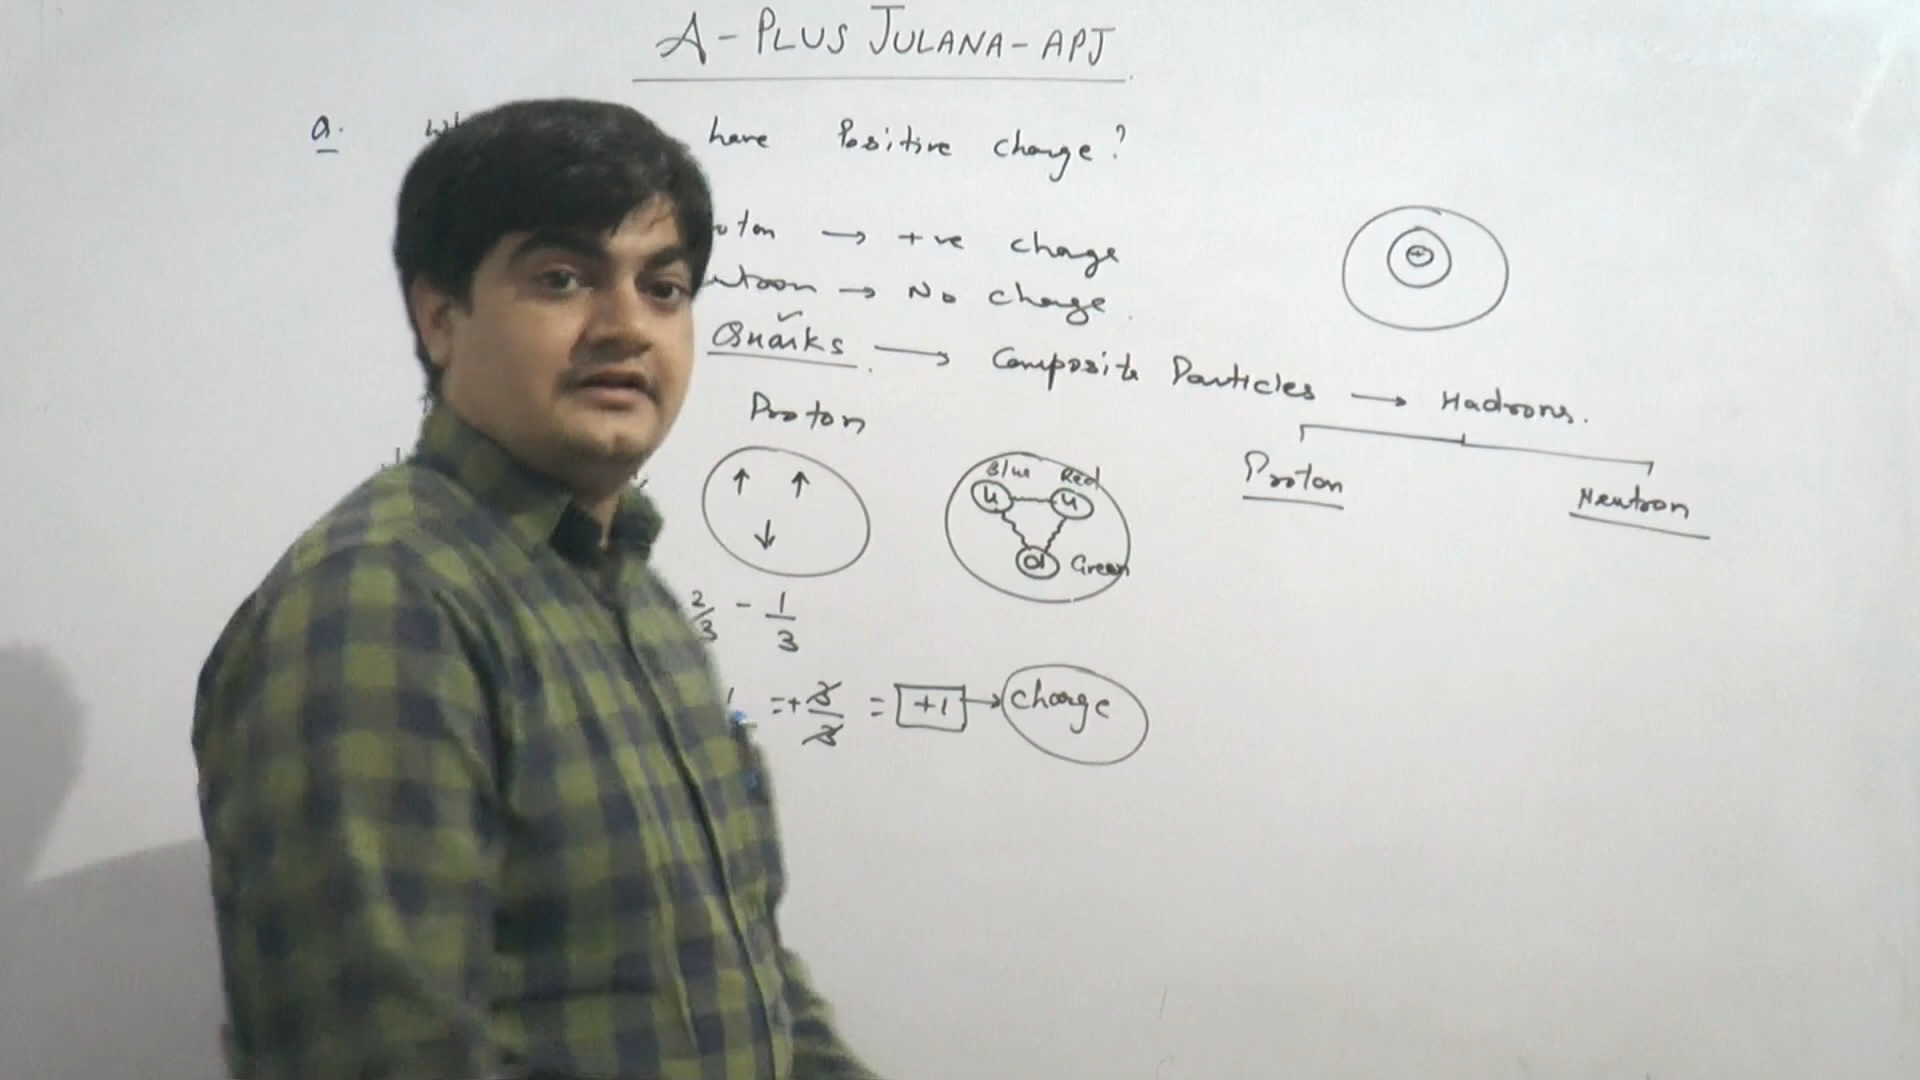 A - PLUS JULANA - APJ
Q. have Positive charge?
→ +ve charge
→ No charge.
Quarks. → Composite Particles → Hadrons.
Proton
Proton Neutron
↑ ↑
↓
Blue Red
u u
d Green
2/3 - 1/3
= + 3/3 = +1 → charge